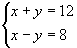 x + y = 12
x − y = 8